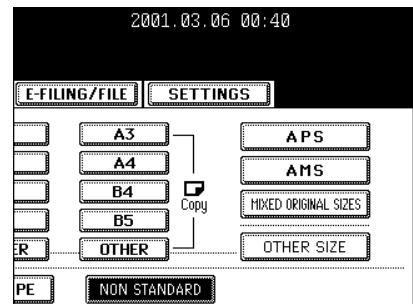 2001.03.06 00:40
E-FILING/FILE SETTINGS
A3 APS
A4 AMS
B4 Copy MIXED ORIGINAL SIZES
B5
ER OTHER OTHER SIZE
PE NON STANDARD